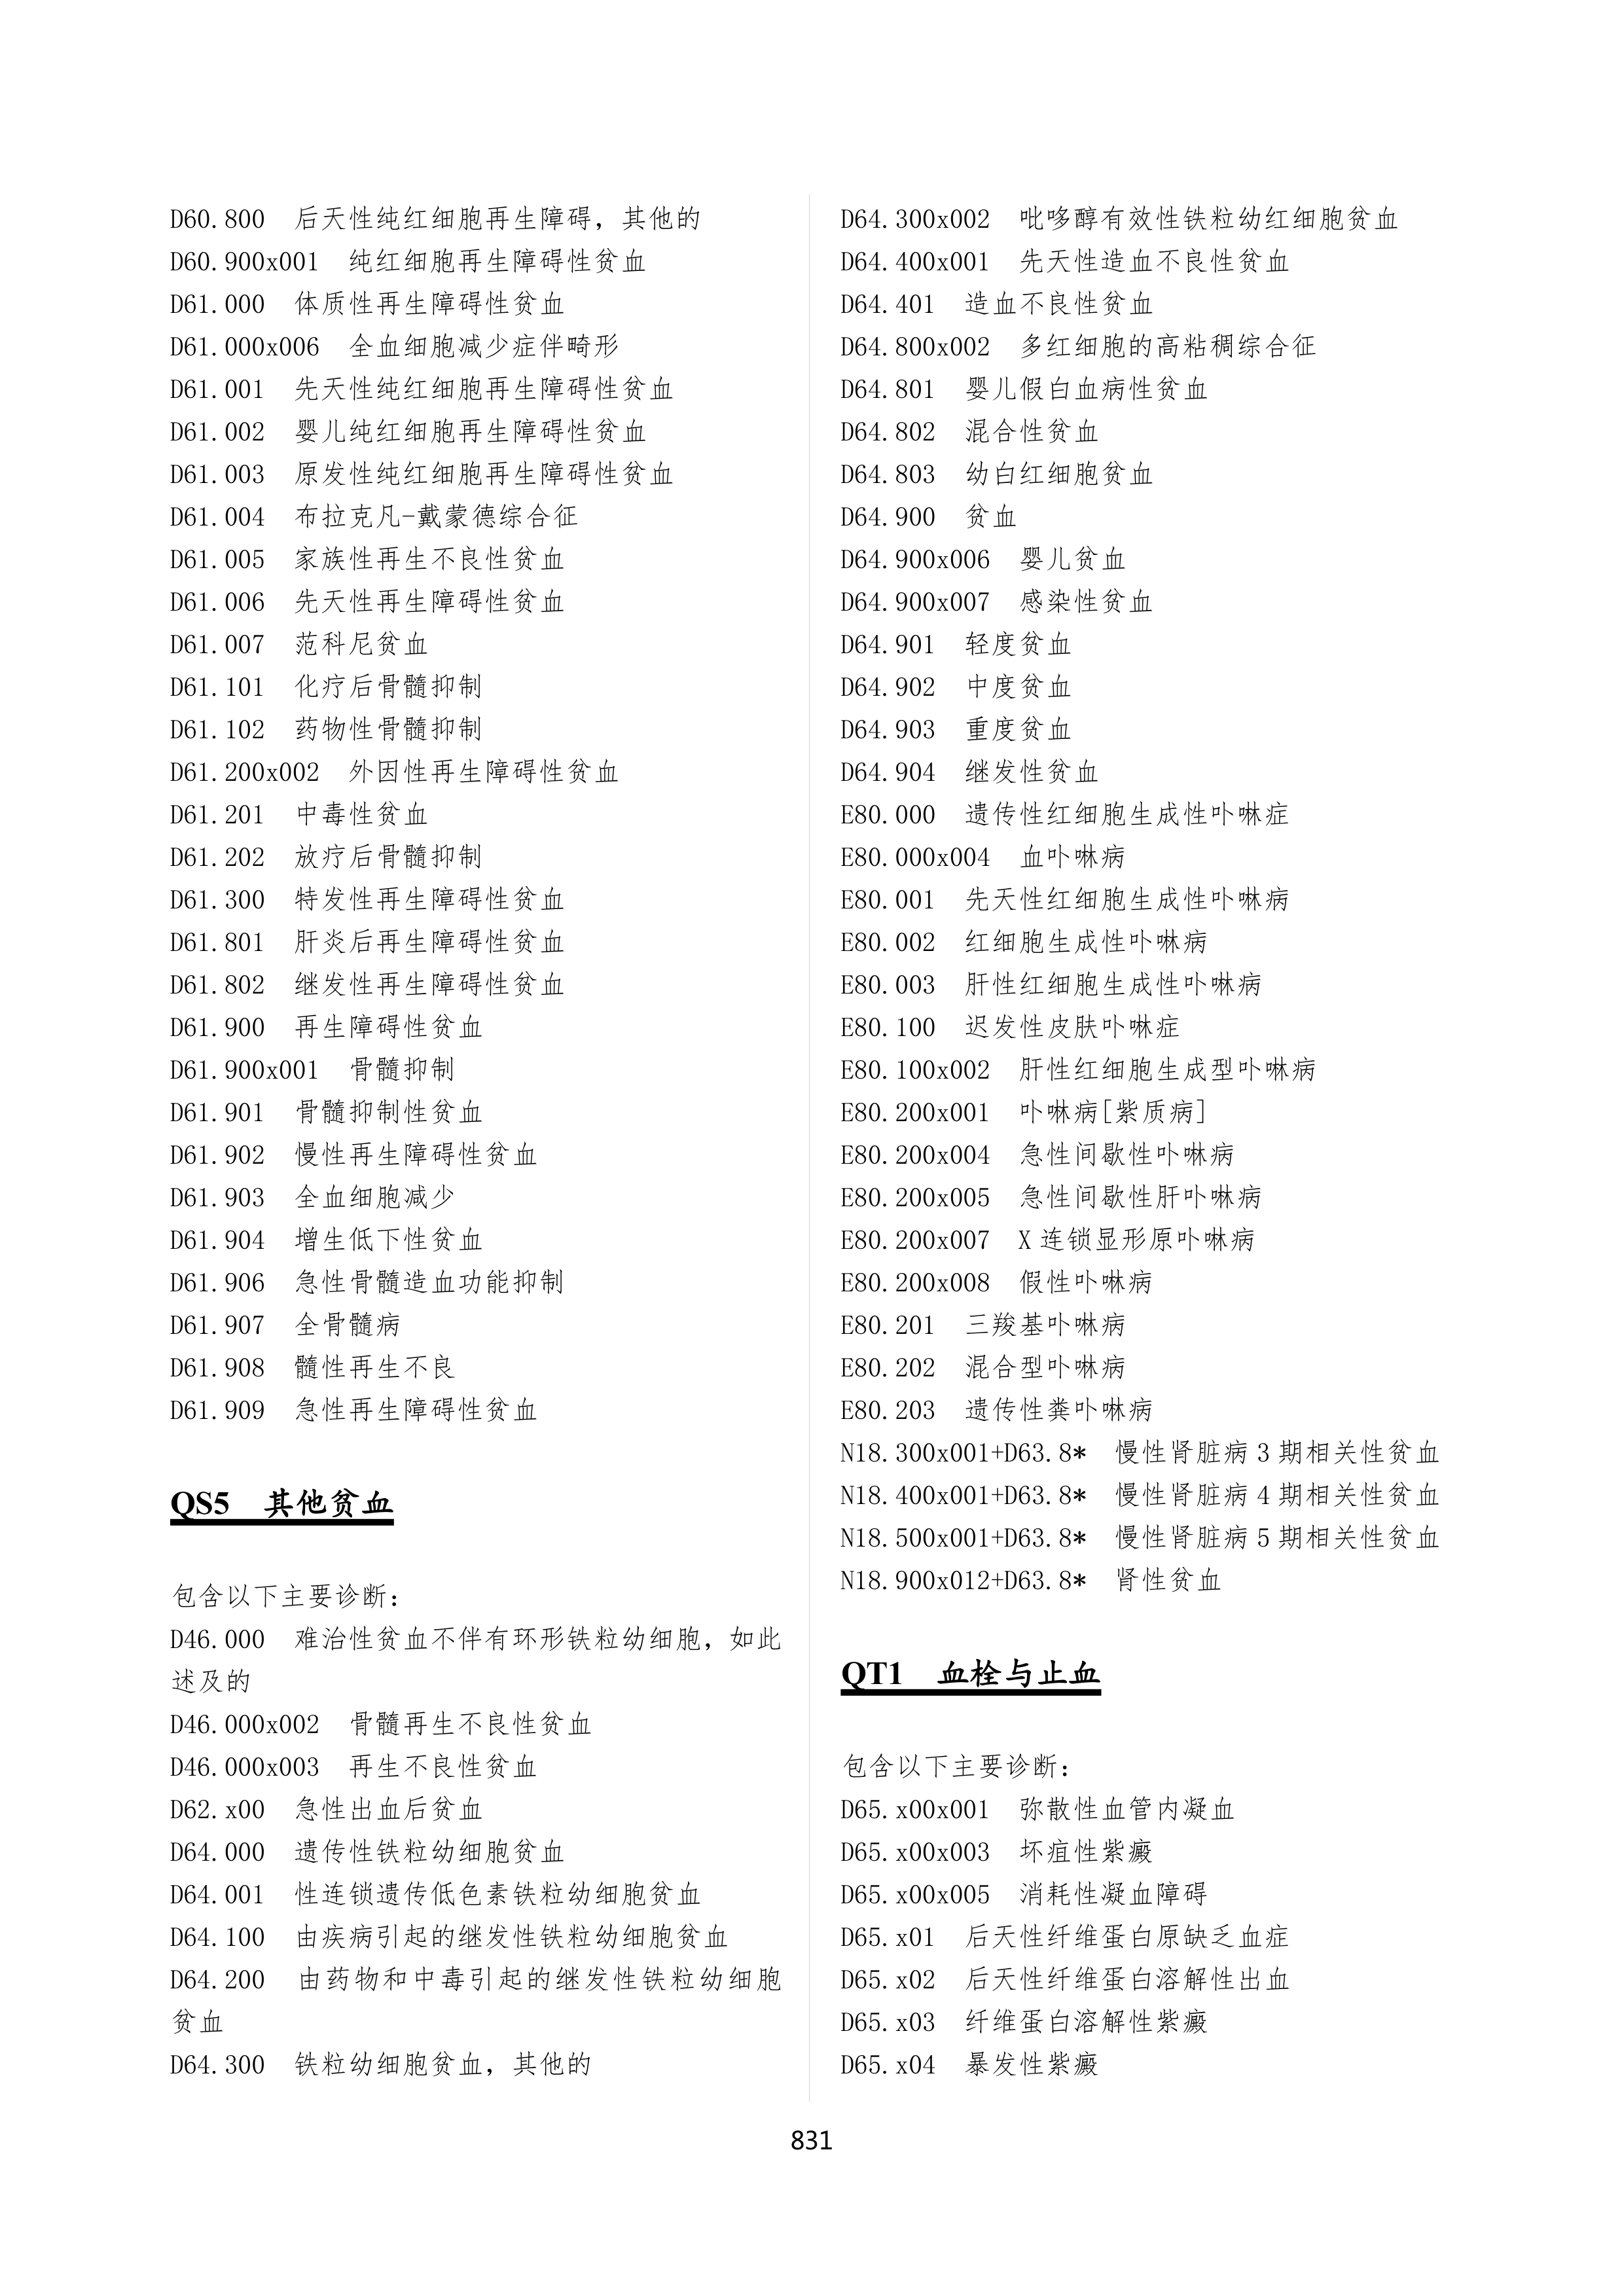 D60.800  后天性纯红细胞再生障碍，其他的
D60.900x001  纯红细胞再生障碍性贫血
D61.000  体质性再生障碍性贫血
D61.000x006  全血细胞减少症伴畸形
D61.001  先天性纯红细胞再生障碍性贫血
D61.002  婴儿纯红细胞再生障碍性贫血
D61.003  原发性纯红细胞再生障碍性贫血
D61.004  布拉克凡-戴蒙德综合征
D61.005  家族性再生不良性贫血
D61.006  先天性再生障碍性贫血
D61.007  范科尼贫血
D61.101  化疗后骨髓抑制
D61.102  药物性骨髓抑制
D61.200x002  外因性再生障碍性贫血
D61.201  中毒性贫血
D61.202  放疗后骨髓抑制
D61.300  特发性再生障碍性贫血
D61.801  肝炎后再生障碍性贫血
D61.802  继发性再生障碍性贫血
D61.900  再生障碍性贫血
D61.900x001  骨髓抑制
D61.901  骨髓抑制性贫血
D61.902  慢性再生障碍性贫血
D61.903  全血细胞减少
D61.904  增生低下性贫血
D61.906  急性骨髓造血功能抑制
D61.907  全骨髓病
D61.908  髓性再生不良
D61.909  急性再生障碍性贫血
QS5  其他贫血
包含以下主要诊断：
D46.000  难治性贫血不伴有环形铁粒幼细胞，如此
述及的
D46.000x002  骨髓再生不良性贫血
D46.000x003  再生不良性贫血
D62.x00  急性出血后贫血
D64.000  遗传性铁粒幼细胞贫血
D64.001  性连锁遗传低色素铁粒幼细胞贫血
D64.100  由疾病引起的继发性铁粒幼细胞贫血
D64.200  由药物和中毒引起的继发性铁粒幼细胞
贫血
D64.300  铁粒幼细胞贫血，其他的
D64.300x002  吡哆醇有效性铁粒幼红细胞贫血
D64.400x001  先天性造血不良性贫血
D64.401  造血不良性贫血
D64.800x002  多红细胞的高粘稠综合征
D64.801  婴儿假白血病性贫血
D64.802  混合性贫血
D64.803  幼白红细胞贫血
D64.900  贫血
D64.900x006  婴儿贫血
D64.900x007  感染性贫血
D64.901  轻度贫血
D64.902  中度贫血
D64.903  重度贫血
D64.904  继发性贫血
E80.000  遗传性红细胞生成性卟啉症
E80.000x004  血卟啉病
E80.001  先天性红细胞生成性卟啉病
E80.002  红细胞生成性卟啉病
E80.003  肝性红细胞生成性卟啉病
E80.100  迟发性皮肤卟啉症
E80.100x002  肝性红细胞生成型卟啉病
E80.200x001  卟啉病[紫质病]
E80.200x004  急性间歇性卟啉病
E80.200x005  急性间歇性肝卟啉病
E80.200x007  X连锁显形原卟啉病
E80.200x008  假性卟啉病
E80.201  三羧基卟啉病
E80.202  混合型卟啉病
E80.203  遗传性粪卟啉病
N18.300x001+D63.8*  慢性肾脏病3期相关性贫血
N18.400x001+D63.8*  慢性肾脏病4期相关性贫血
N18.500x001+D63.8*  慢性肾脏病5期相关性贫血
N18.900x012+D63.8*  肾性贫血
QT1  血栓与止血
包含以下主要诊断：
D65.x00x001  弥散性血管内凝血
D65.x00x003  坏疽性紫癜
D65.x00x005  消耗性凝血障碍
D65.x01  后天性纤维蛋白原缺乏血症
D65.x02  后天性纤维蛋白溶解性出血
D65.x03  纤维蛋白溶解性紫癜
D65.x04  暴发性紫癜
831